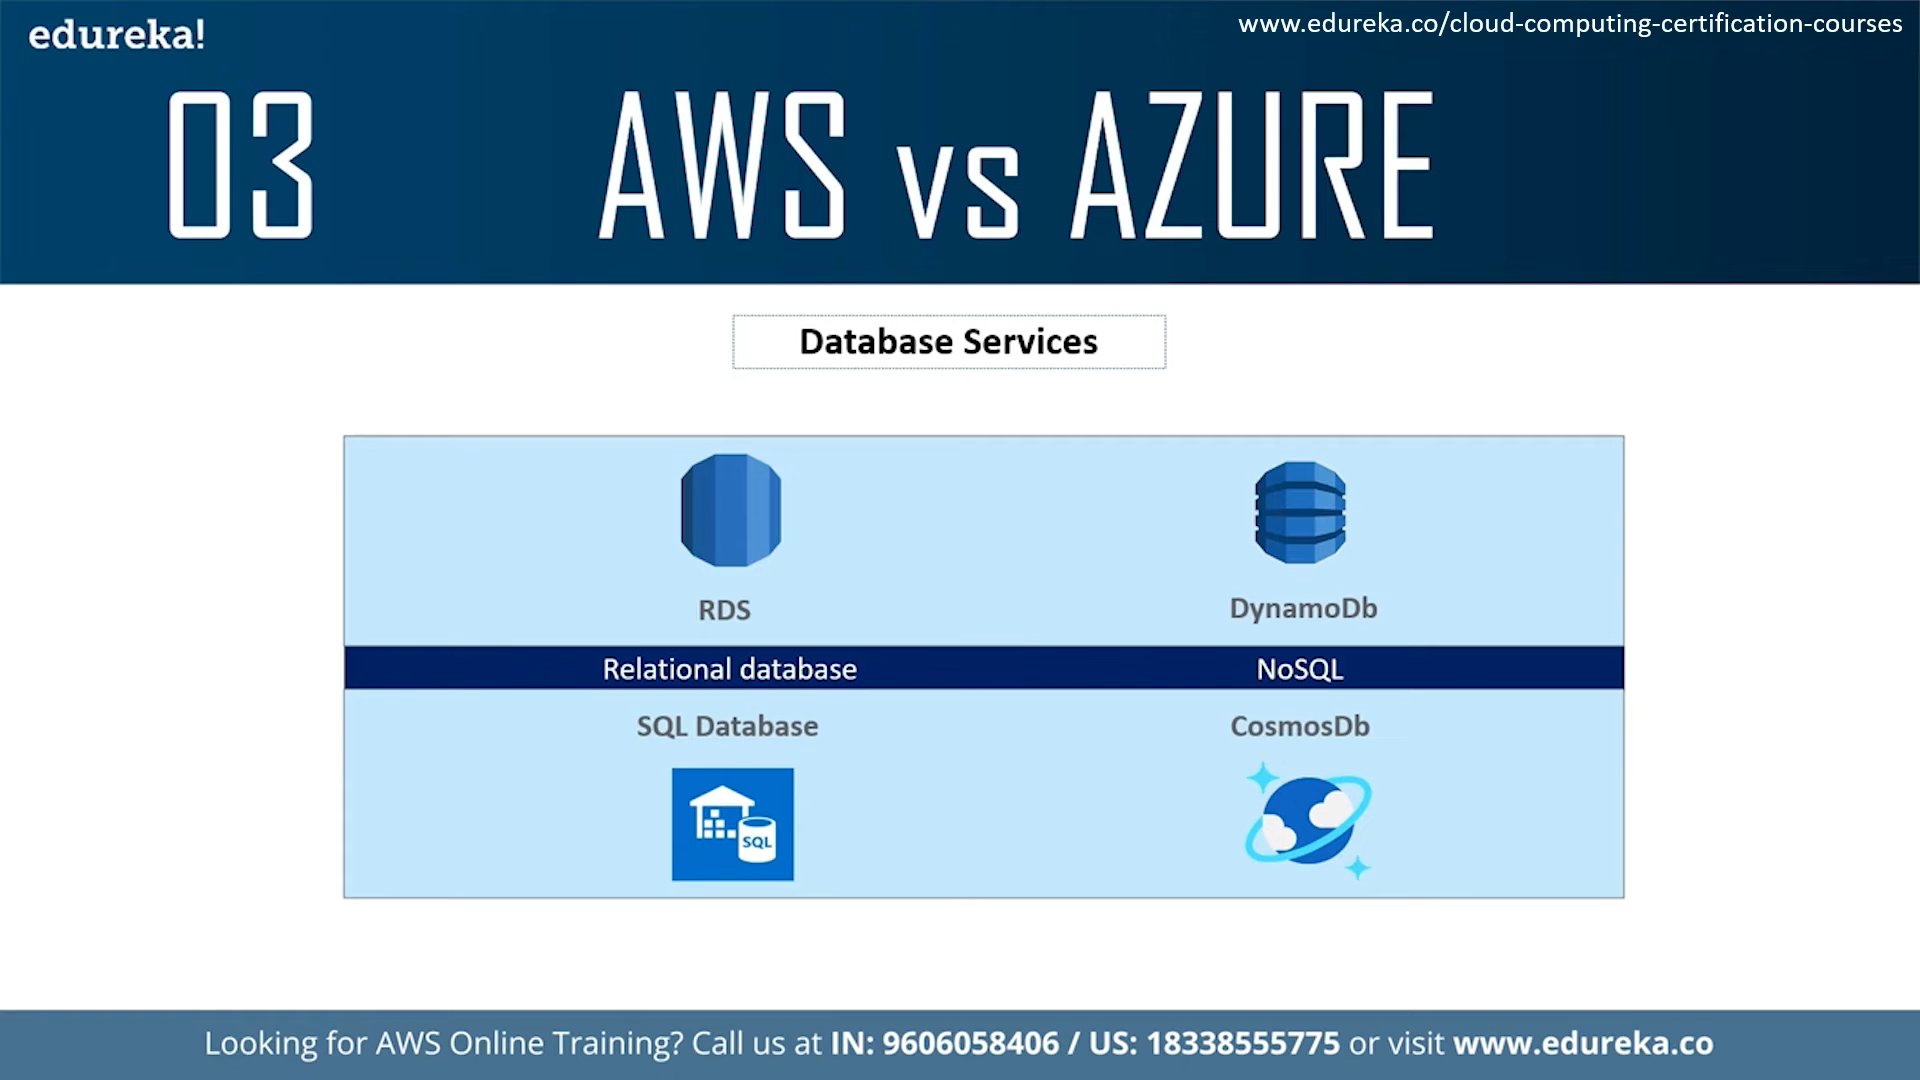 edureka!
www.edureka.co/cloud-computing-certification-courses
03 AWS vs AZURE
Database Services
RDS DynamoDb
Relational database NoSQL
SQL Database CosmosDb
SQL
Looking for AWS Online Training? Call us at IN: 9606058406 / US: 18338555775 or visit www.edureka.co